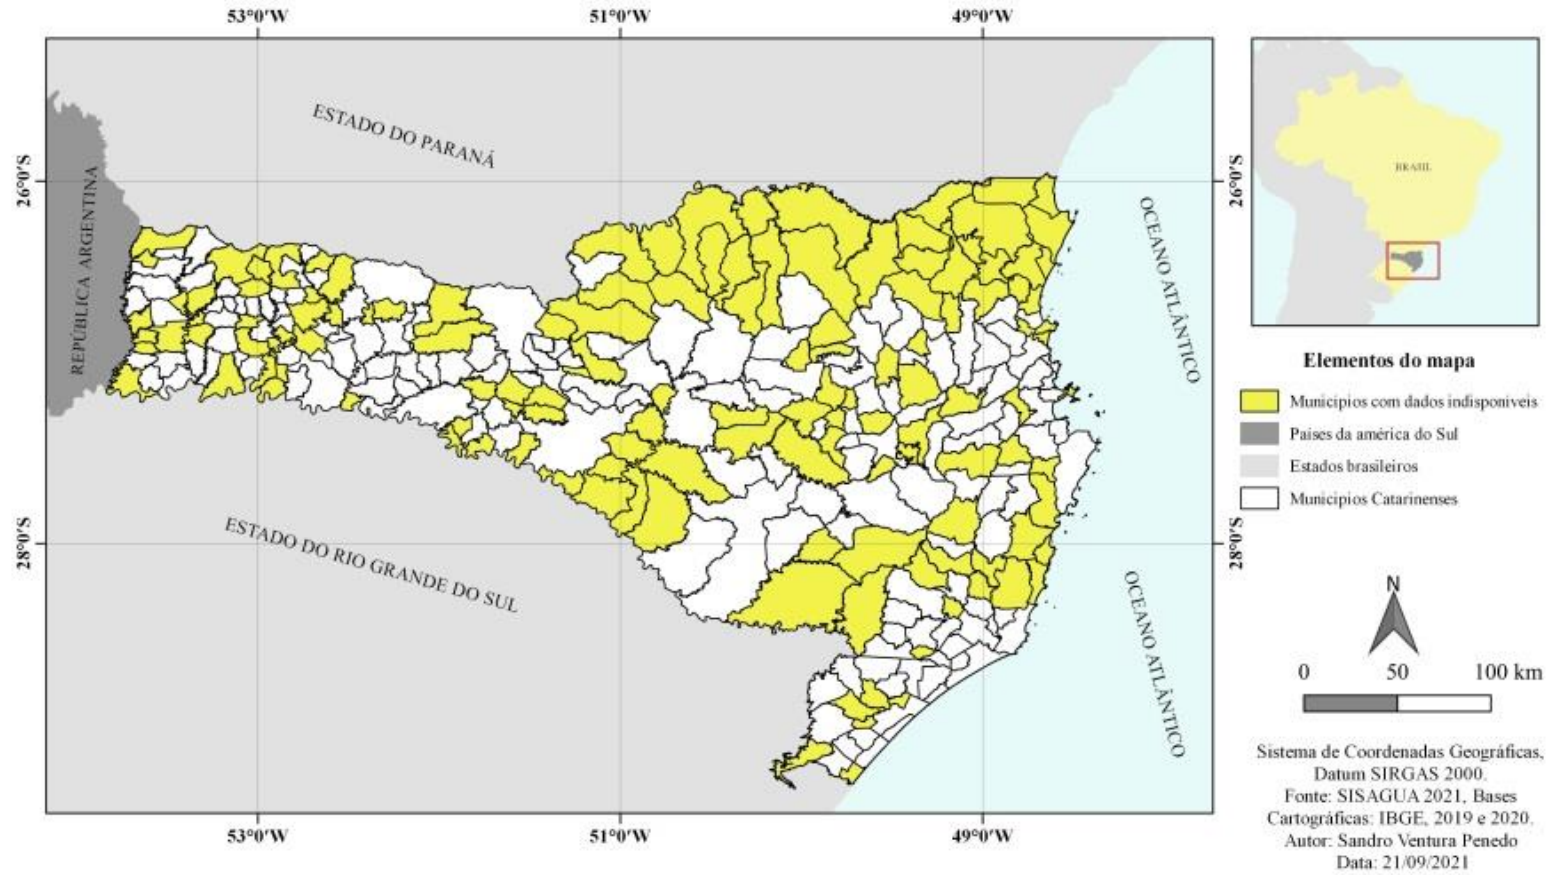 53°0'W 51°0'W 49°0'W
26°0'S
28°0'S
ESTADO DO PARANÁ
REPÚBLICA ARGENTINA
ESTADO DO RIO GRANDE DO SUL
OCEANO ATLÂNTICO
OCEANO ATLÂNTICO
26°0'S
28°0'S
53°0'W 51°0'W 49°0'W
BRASIL
Elementos do mapa
Municipios com dados indisponíveis
Paises da américa do Sul
Estados brasileiros
Municipios Catarinenses
N
0 50 100 km
Sistema de Coordenadas Geográficas,
Datum SIRGAS 2000.
Fonte: SISAGUA 2021, Bases
Cartográficas: IBGE, 2019 e 2020.
Autor: Sandro Ventura Penedo
Data: 21/09/2021